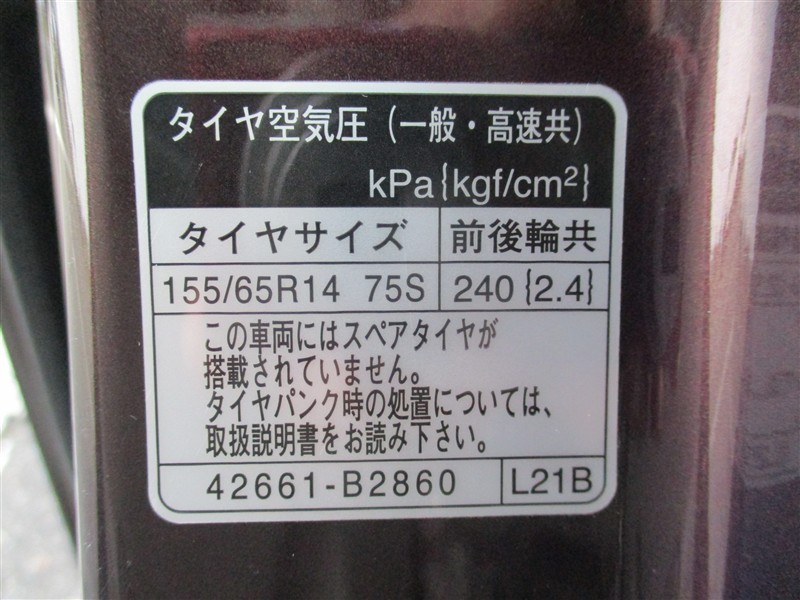 タイヤ空気圧（一般・高速共）
kPa{kgf/cm²}
タイヤサイズ 前後輪共
155/65R14 75S 240{2.4}
この車両にはスペアタイヤが
搭載されていません。
タイヤパンク時の処置については、
取扱説明書をお読み下さい。
42661-B2860 L21B